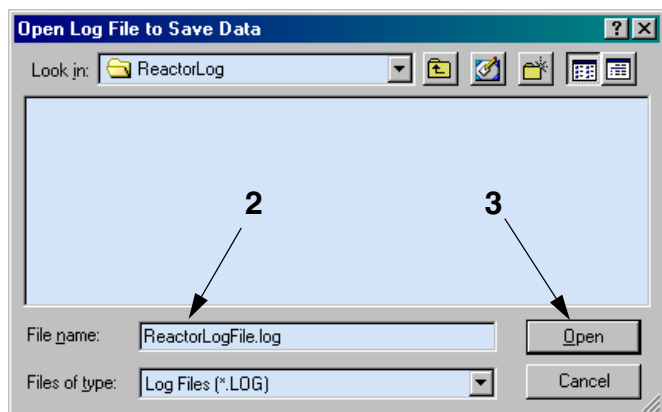 Open Log File to Save Data
Look in: ReactorLog
2
3
File name: ReactorLogFile.log
Open
Files of type: Log Files (*.LOG)
Cancel